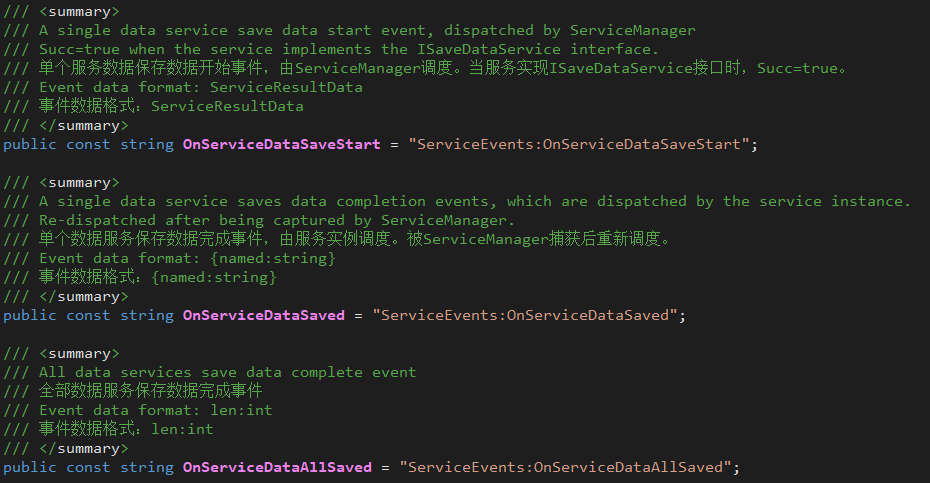 /// <summary>
/// A single data service save data start event, dispatched by ServiceManager
/// Succ=true when the service implements the ISaveDataService interface.
/// 单个服务数据保存数据开始事件，由ServiceManager调度。当服务实现ISaveDataService接口时，Succ=true。
/// Event data format: ServiceResultData
/// 事件数据格式：ServiceResultData
/// </summary>
public const string OnServiceDataSaveStart = "ServiceEvents:OnServiceDataSaveStart";
/// <summary>
/// A single data service saves data completion events, which are dispatched by the service instance.
/// Re-dispatched after being captured by ServiceManager.
/// 单个数据服务保存数据完成事件，由服务实例调度。被ServiceManager捕获后重新调度。
/// Event data format: {named:string}
/// 事件数据格式：{named:string}
/// </summary>
public const string OnServiceDataSaved = "ServiceEvents:OnServiceDataSaved";
/// <summary>
/// All data services save data complete event
/// 全部数据服务保存数据完成事件
/// Event data format: len:int
/// 事件数据格式：len:int
/// </summary>
public const string OnServiceDataAllSaved = "ServiceEvents:OnServiceDataAllSaved";